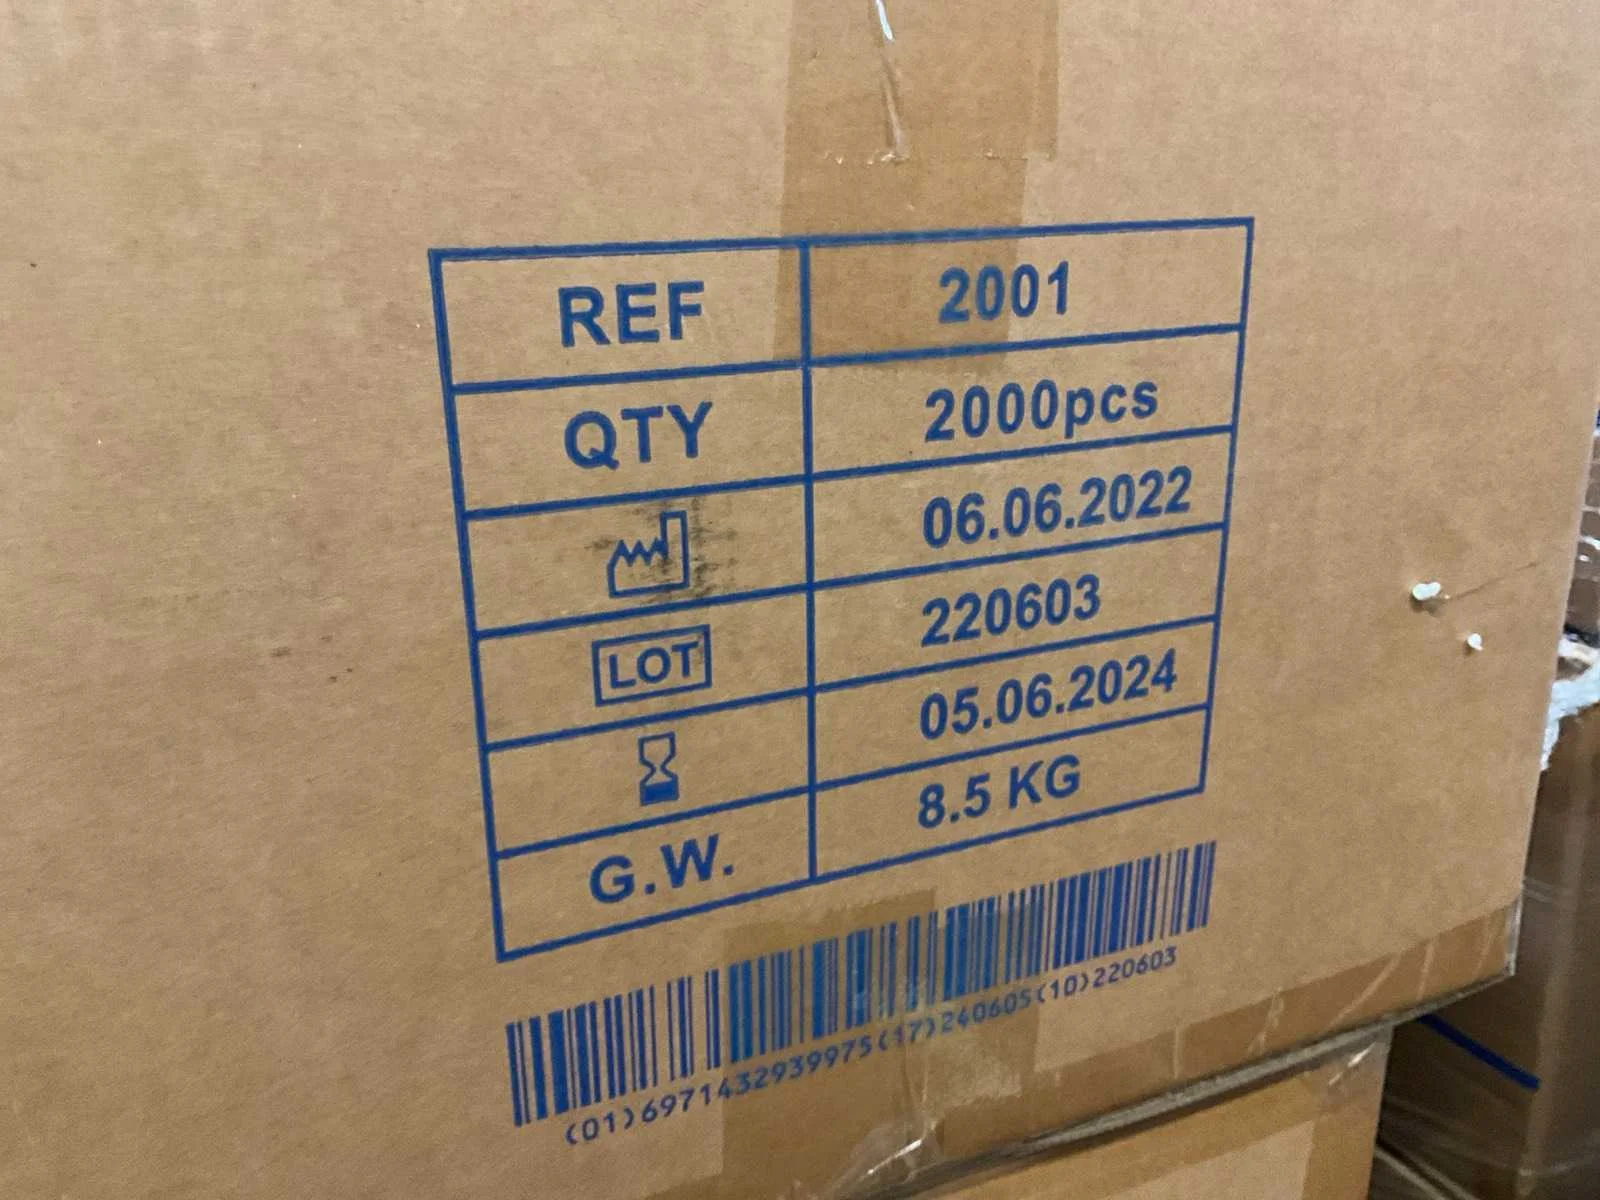 REF 2001
QTY 2000pcs
06.06.2022
LOT 220603
05.06.2024
G.W. 8.5 KG
(01)6971432939975(17)240605(10)220603